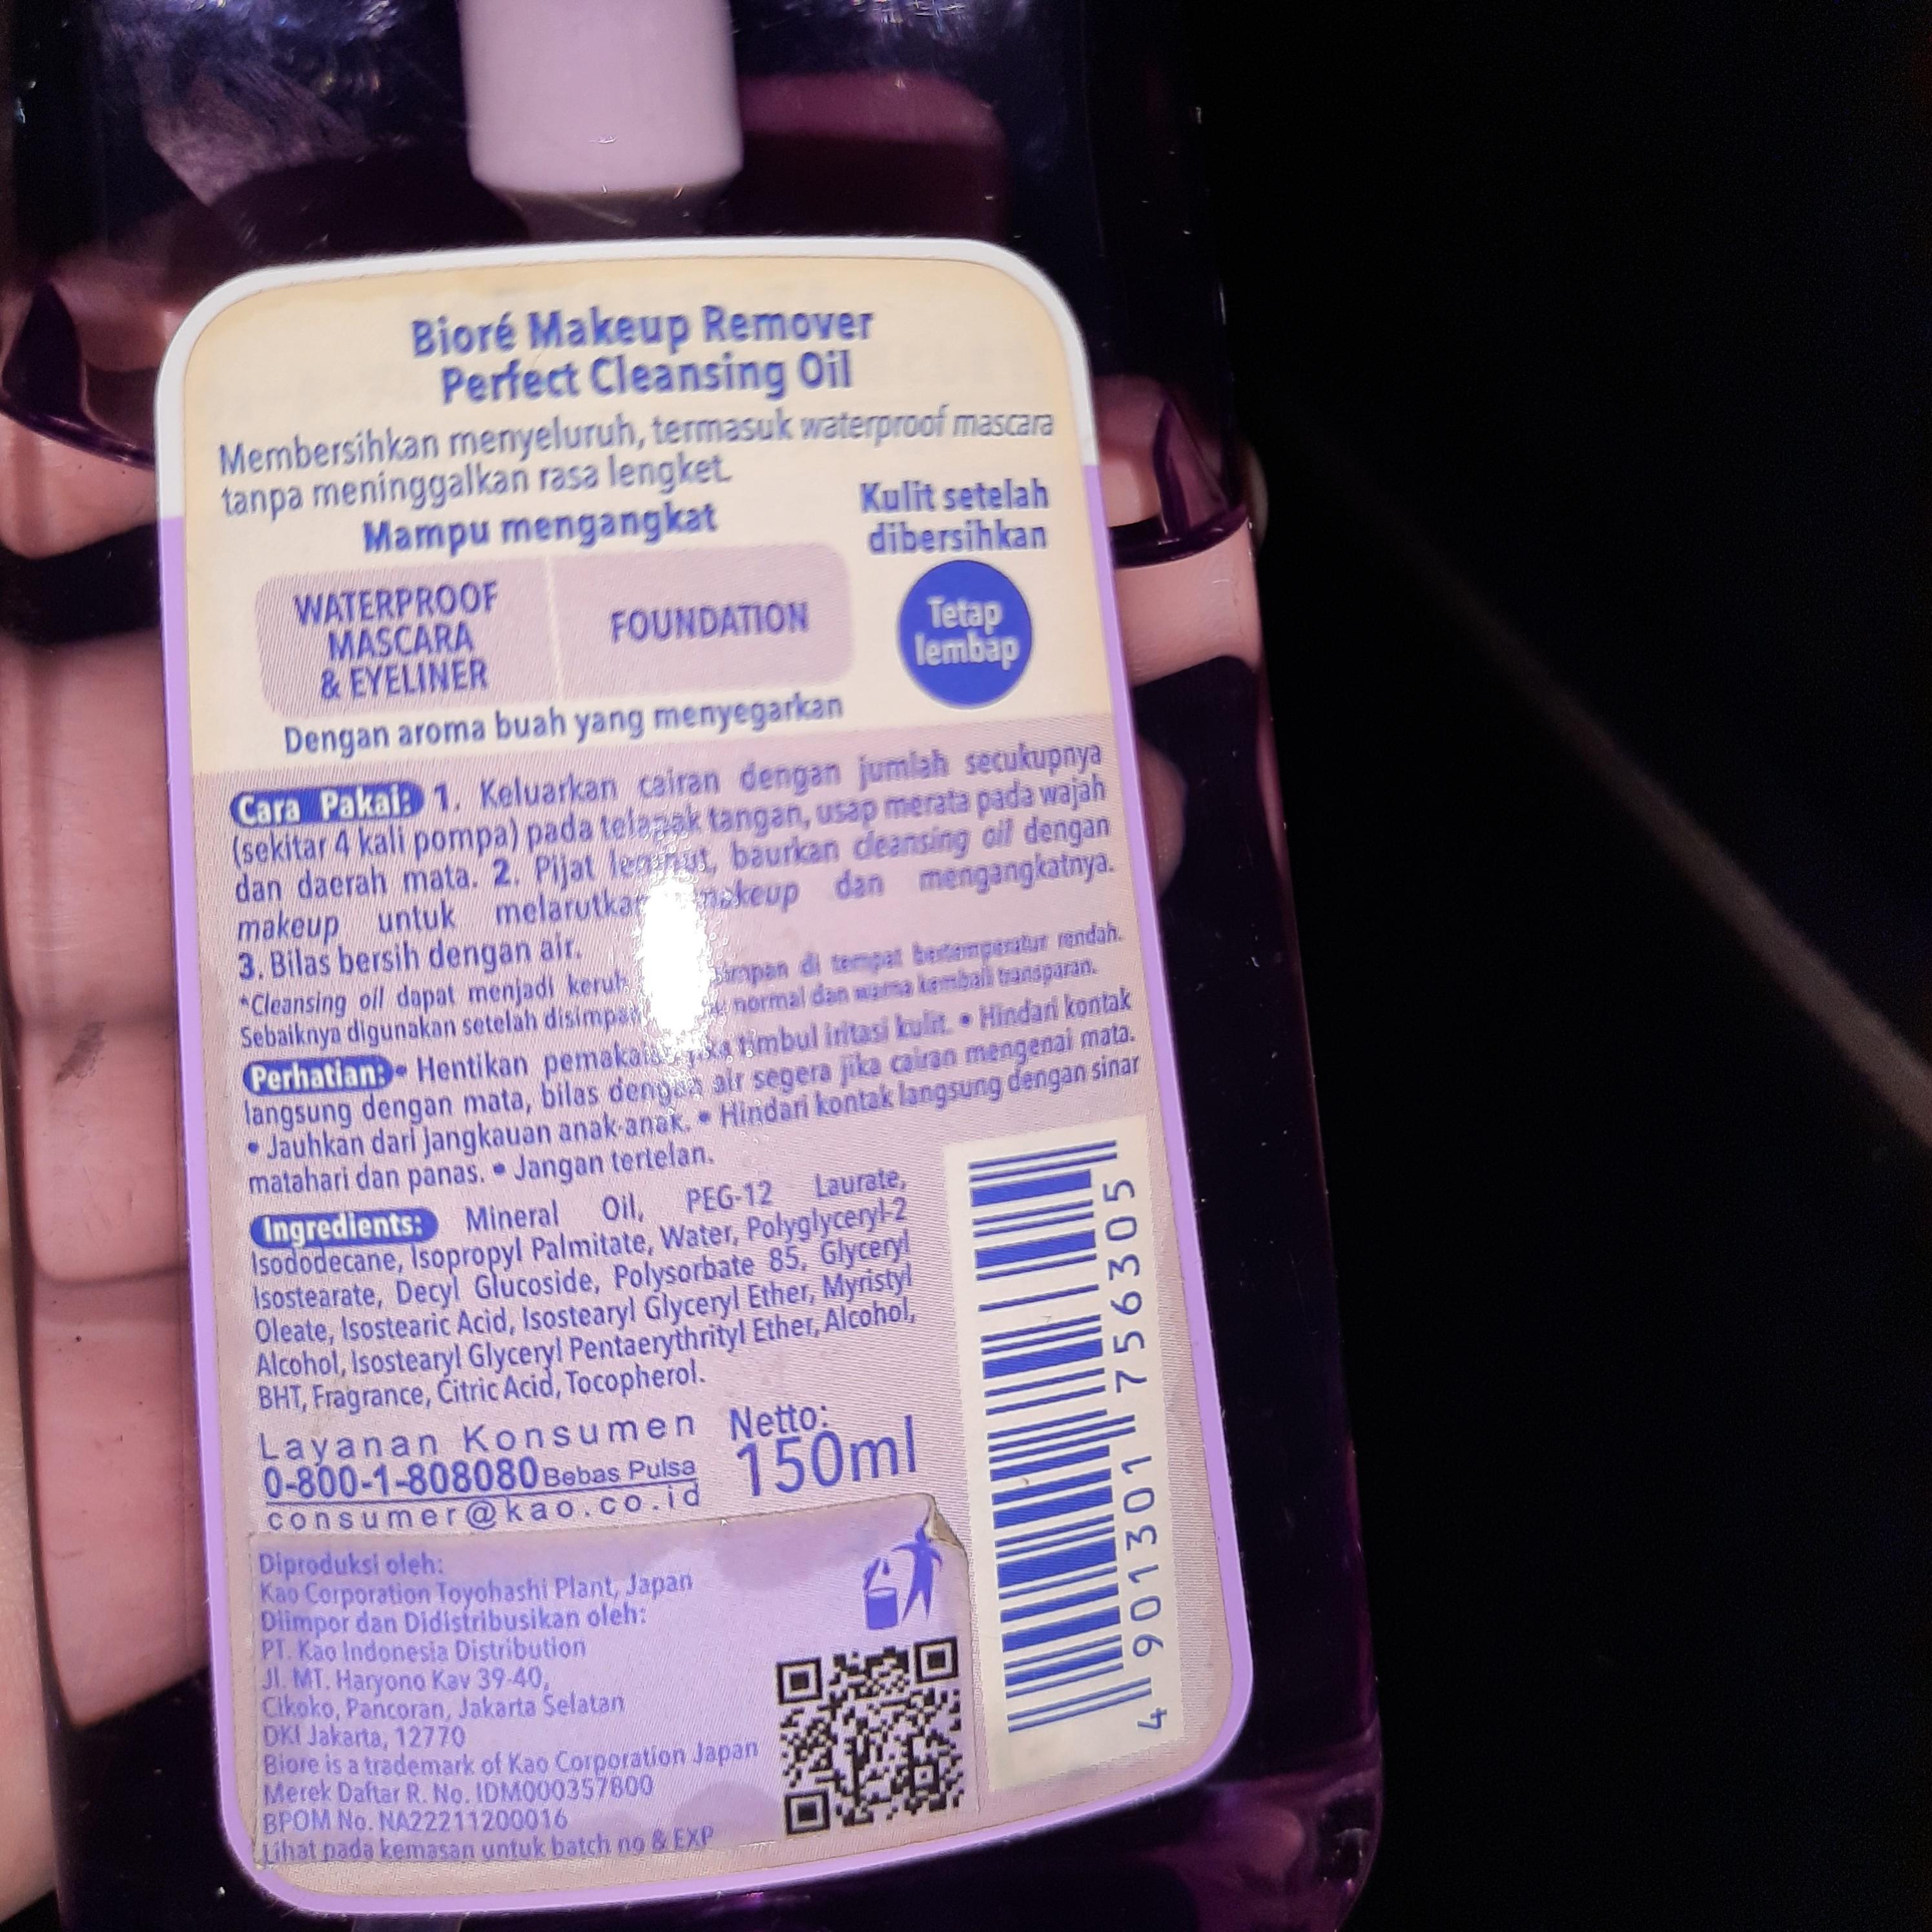 Bioré Makeup Remover
Perfect Cleansing Oil
Membersihkan menyeluruh, termasuk waterproof mascara
tanpa meninggalkan rasa lengket.
Mampu mengangkat
WATERPROOF
MASCARA
& EYELINER
FOUNDATION
Kulit setelah
dibersihkan
Tetap
lembap
Dengan aroma buah yang menyegarkan
Cara Pakai: 1. Keluarkan cairan dengan jumlah secukupnya
(sekitar 4 kali pompa) pada telapak tangan, usap merata pada wajah
dan daerah mata. 2. Pijat lembut, baurkan cleansing oil dengan
makeup untuk melarutkan makeup dan mengangkatnya.
3. Bilas bersih dengan air.
*Cleansing oil dapat menjadi keruh di tempat bertemperatur rendah.
Sebaiknya digunakan setelah disimpan normal dan warna kembali transparan.
Perhatian: • Hentikan pemakaian jika timbul iritasi kulit. • Hindari kontak
langsung dengan mata, bilas dengan air segera jika cairan mengenai mata.
• Jauhkan dari jangkauan anak-anak. • Hindari kontak langsung dengan sinar
matahari dan panas. • Jangan tertelan.
Ingredients: Mineral Oil, PEG-12 Laurate,
Isododecane, Isopropyl Palmitate, Water, Polyglyceryl-2
Isostearate, Decyl Glucoside, Polysorbate 85, Glyceryl
Oleate, Isostearic Acid, Isostearyl Glyceryl Ether, Myristyl
Alcohol, Isostearyl Glyceryl Pentaerythrityl Ether, Alcohol,
BHT, Fragrance, Citric Acid, Tocopherol.
Layanan Konsumen
0-800-1-808080 Bebas Pulsa
consumer@kao.co.id
Netto:
150ml
Diproduksi oleh:
Kao Corporation Toyohashi Plant, Japan
Diimpor dan Didistribusikan oleh:
PT. Kao Indonesia Distribution
Jl. MT. Haryono Kav 39-40,
Cikoko, Pancoran, Jakarta Selatan
DKI Jakarta, 12770
Biore is a trademark of Kao Corporation Japan
Merek Daftar R. No. IDM000357800
BPOM No. NA22211200016
Lihat pada kemasan untuk batch no & EXP
4 901301 756305